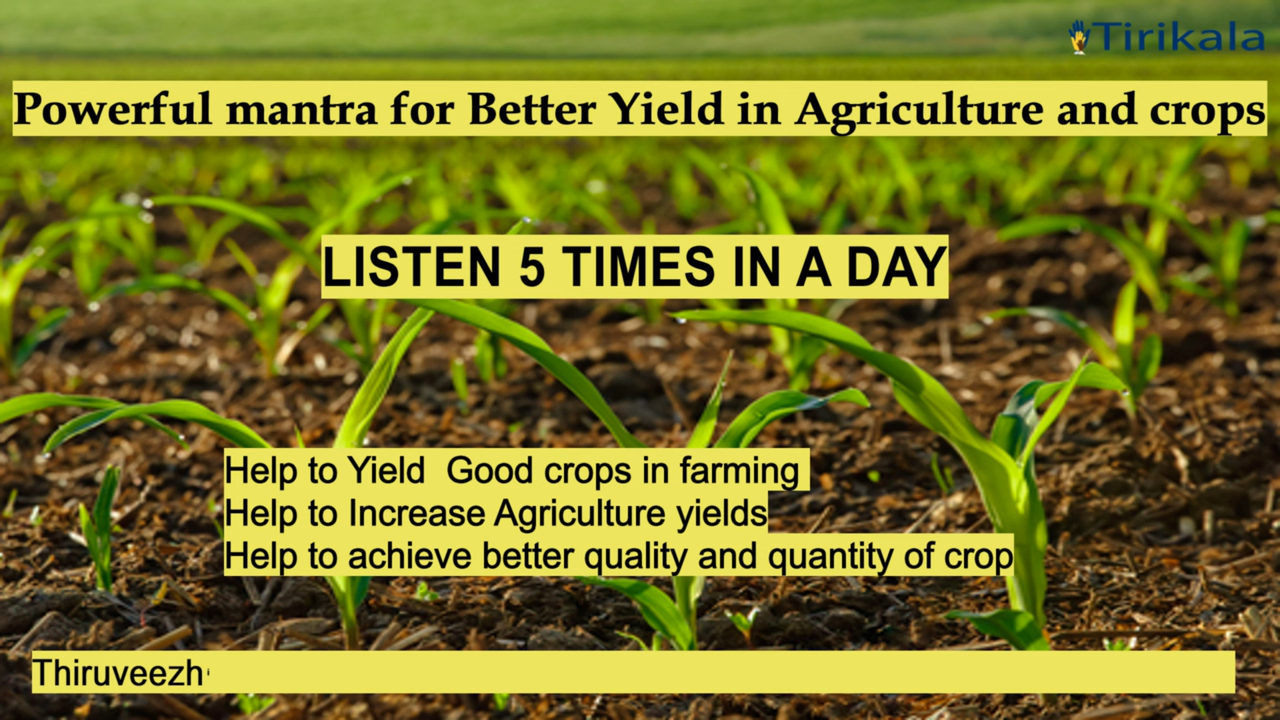 Tirikala
Powerful mantra for Better Yield in Agriculture and crops
LISTEN 5 TIMES IN A DAY
Help to Yield  Good crops in farming
Help to Increase Agriculture yields
Help to achieve better quality and quantity of crop
Thiruveezh